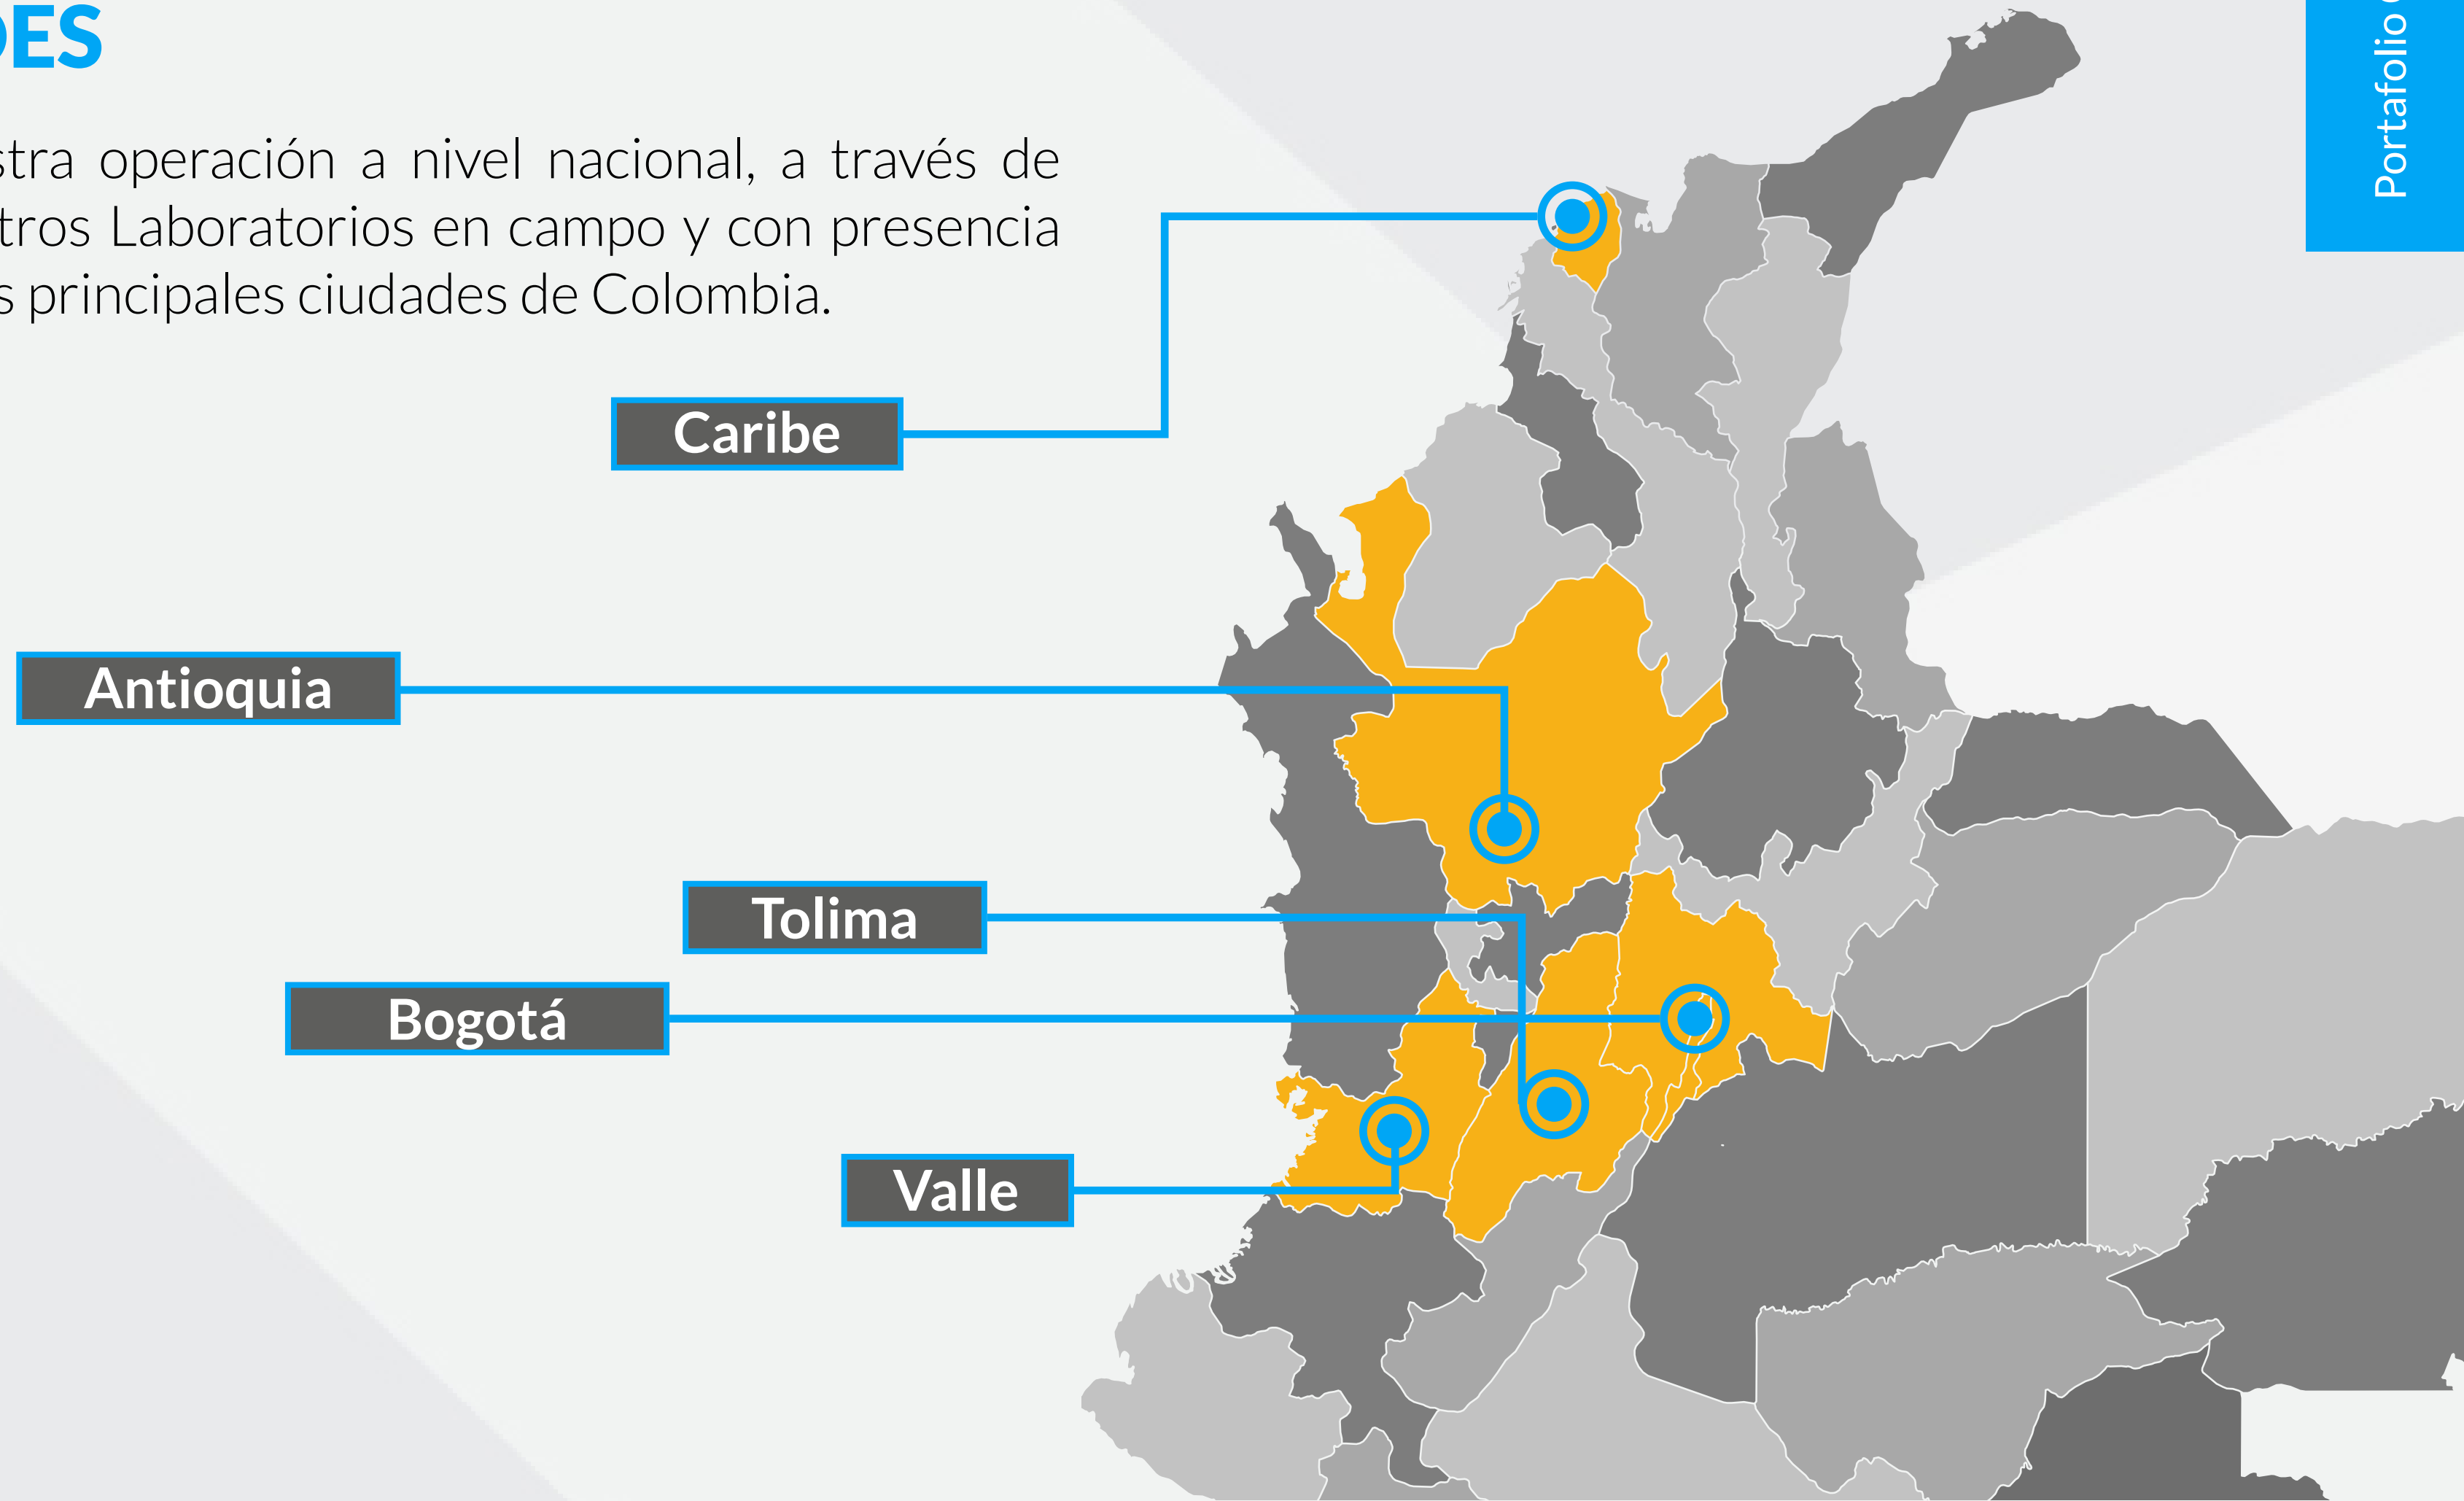 DES
stra operación a nivel nacional, a través de
tros Laboratorios en campo y con presencia
s principales ciudades de Colombia.
Portafolio
Caribe
Antioquia
Tolima
Bogotá
Valle